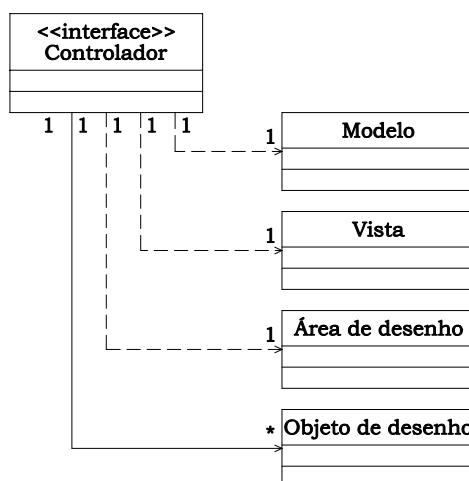 <<interface>>
Controlador
1 1 1 1 1
1 Modelo
1 Vista
1 Área de desenho
* Objeto de desenho